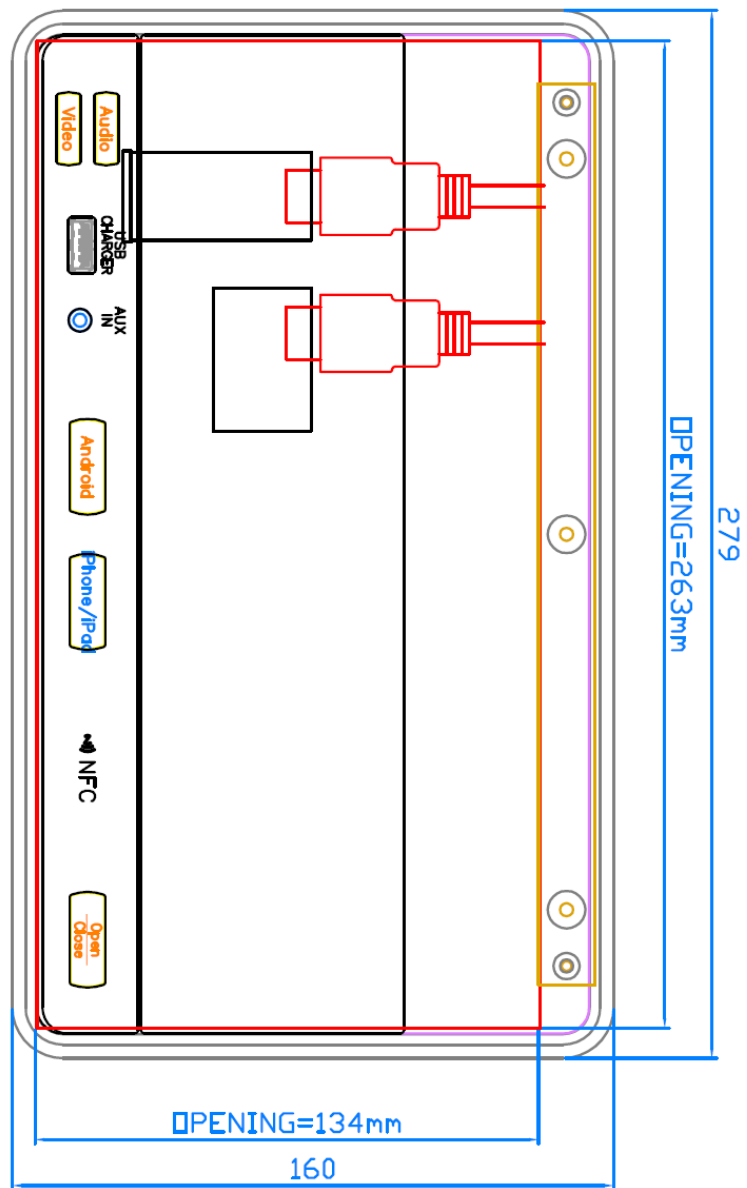 Audio
Video
USB
CHARGER
AUX
IN
Android
iPhone/iPad
NFC
Open
Close
OPENING=263mm
279
OPENING=134mm
160